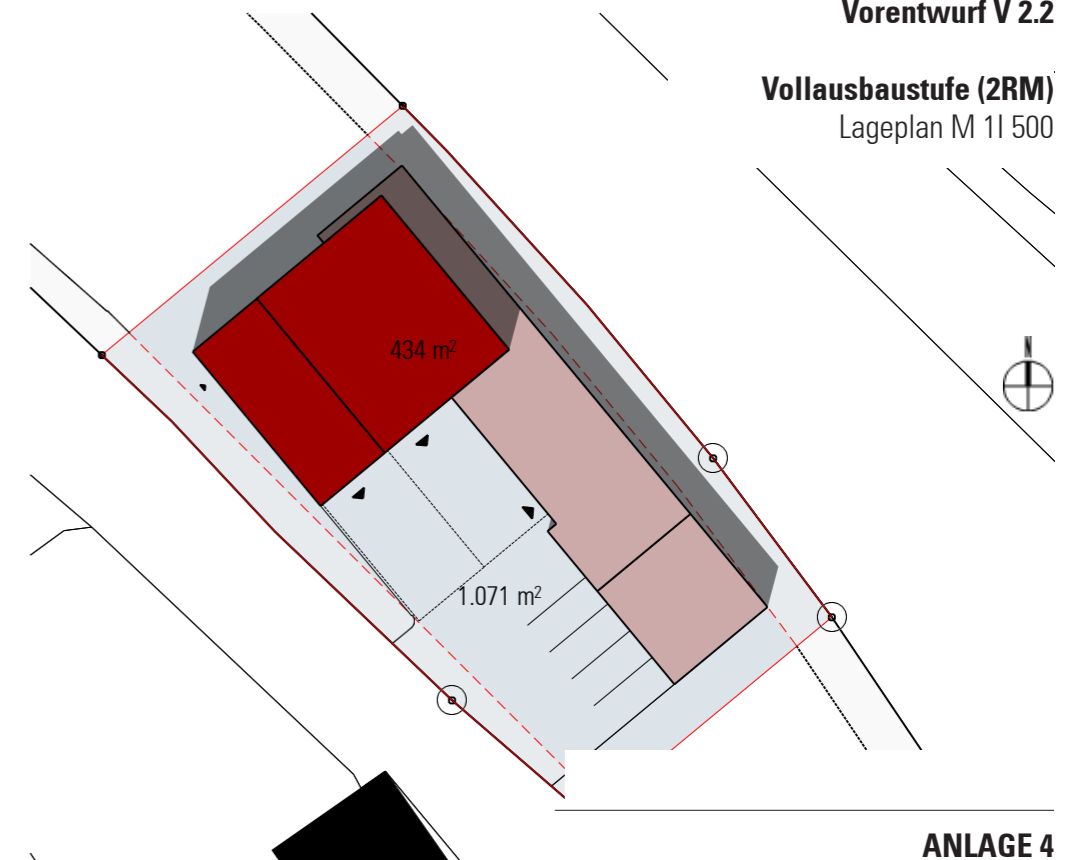 Vorentwurf V 2.2
Vollausbaustufe (2RM)
Lageplan M 1I 500
N
434 m²
1.071 m²
ANLAGE 4